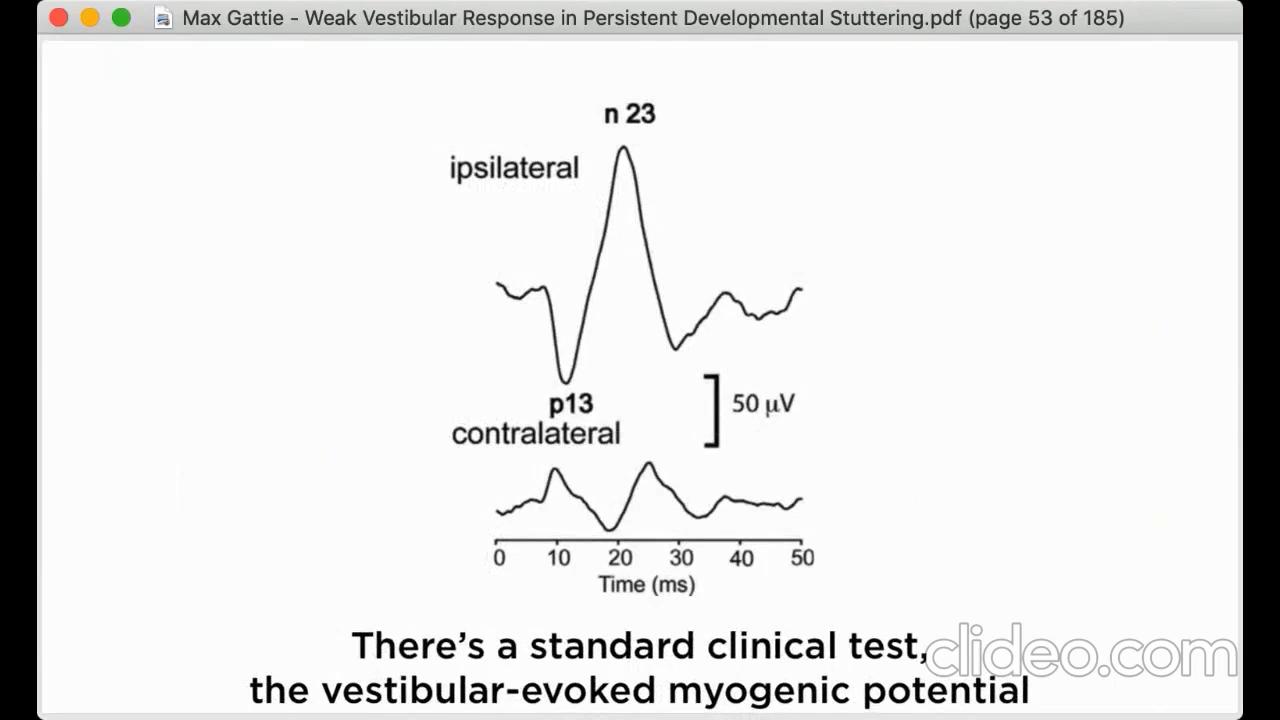 Max Gattie - Weak Vestibular Response in Persistent Developmental Stuttering.pdf (page 53 of 185)
n 23
ipsilateral
p13
50 µV
contralateral
0 10 20 30 40 50
Time (ms)
There's a standard clinical test,
clideo.com
the vestibular-evoked myogenic potential